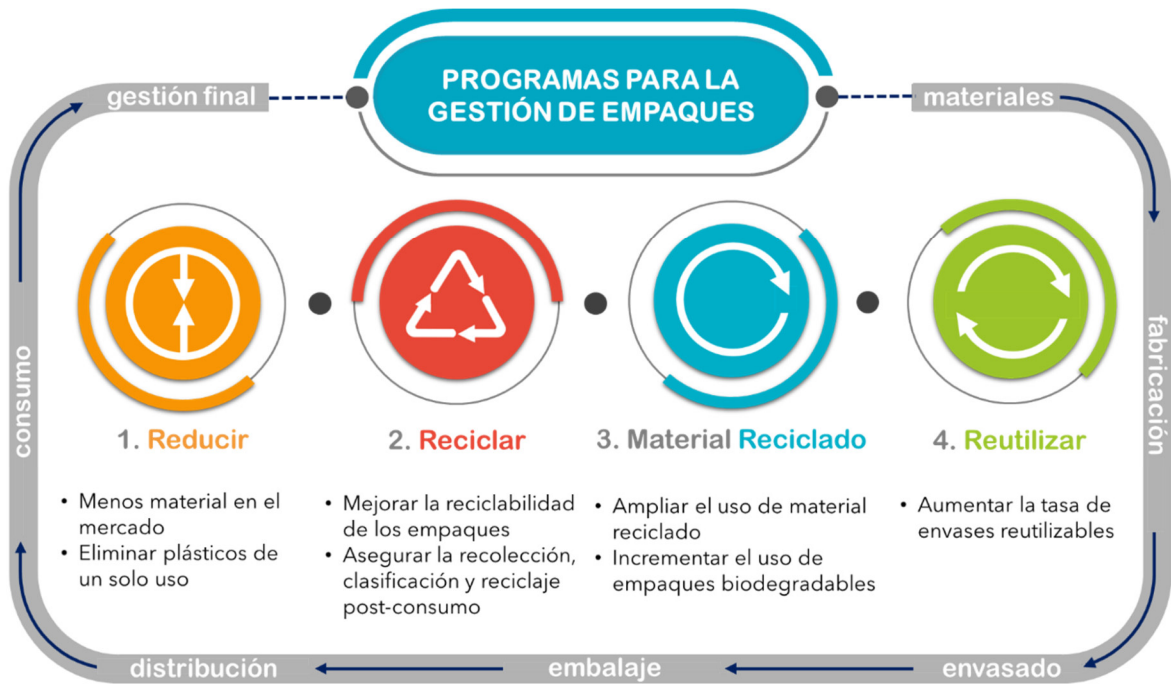 PROGRAMAS PARA LA
GESTIÓN DE EMPAQUES
gestión final
materiales
fabricación
envasado
embalaje
distribución
consumo
1. Reducir
• Menos material en el
mercado
• Eliminar plásticos de
un solo uso
2. Reciclar
• Mejorar la reciclabilidad
de los empaques
• Asegurar la recolección,
clasificación y reciclaje
post-consumo
3. Material Reciclado
• Ampliar el uso de material
reciclado
• Incrementar el uso de
empaques biodegradables
4. Reutilizar
• Aumentar la tasa de
envases reutilizables